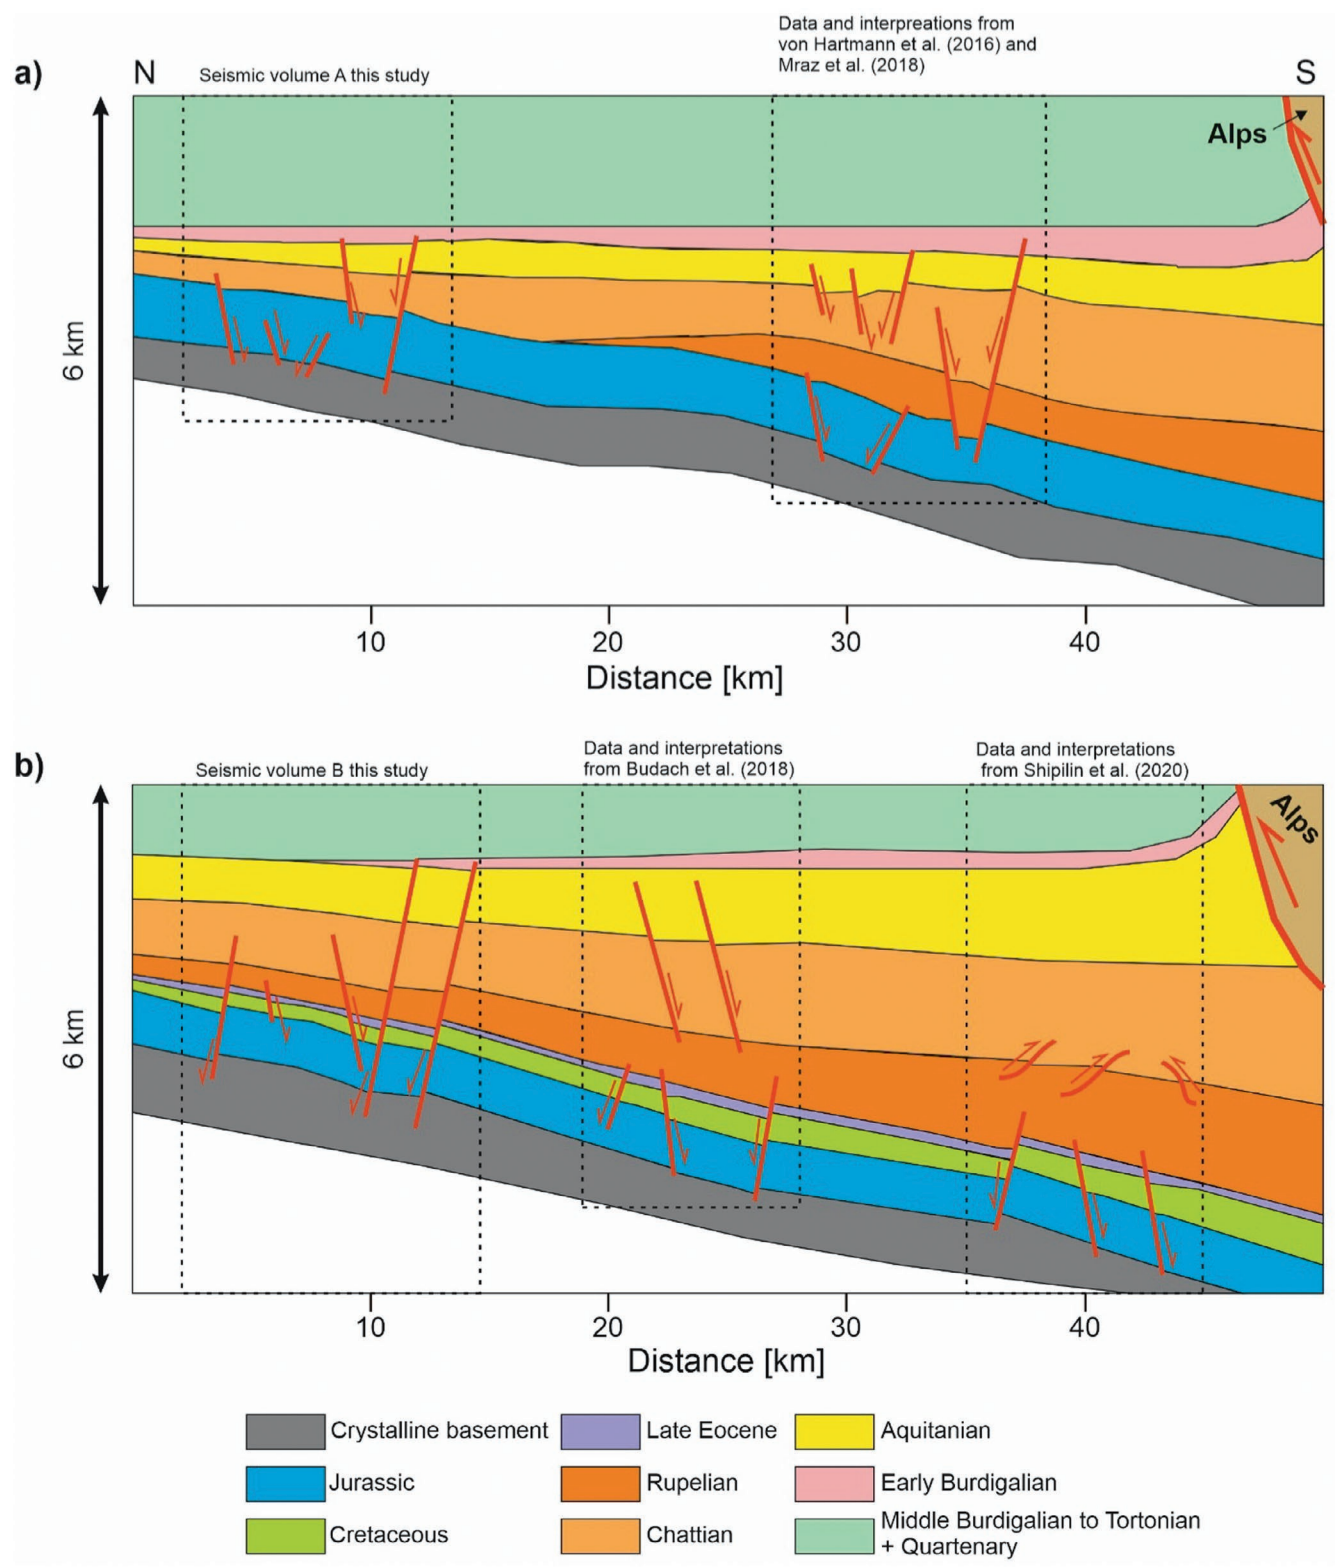 Data and interpreations from
von Hartmann et al. (2016) and
Mraz et al. (2018)
a)
N
Seismic volume A this study
S
Alps
6 km
10
20
30
40
Distance [km]
b)
Seismic volume B this study
Data and interpretations
from Budach et al. (2018)
Data and interpretations
from Shipilin et al. (2020)
Alps
6 km
10
20
30
40
Distance [km]
Crystalline basement
Late Eocene
Aquitanian
Jurassic
Rupelian
Early Burdigalian
Cretaceous
Chattian
Middle Burdigalian to Tortonian
+ Quartenary